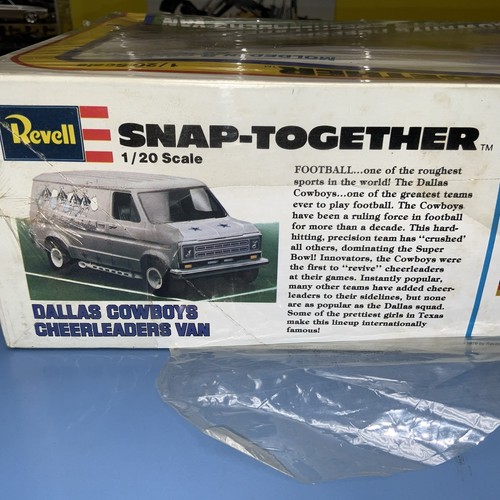 1/20 Scale
MOLDED
Revell
SNAP-TOGETHER™
1/20 Scale
FOOTBALL...one of the roughest
sports in the world! The Dallas
Cowboys...one of the greatest teams
ever to play football. The Cowboys
have been a ruling force in football
for more than a decade. This hard-
hitting, precision team has "crushed"
all others, dominating the Super
Bowl! Innovators, the Cowboys were
the first to "revive" cheerleaders
at their games. Instantly popular,
many other teams have added cheer-
leaders to their sidelines, but none
are as popular as the Dallas squad.
Some of the prettiest girls in Texas
make this lineup internationally
famous!
DALLAS COWBOYS
CHEERLEADERS VAN